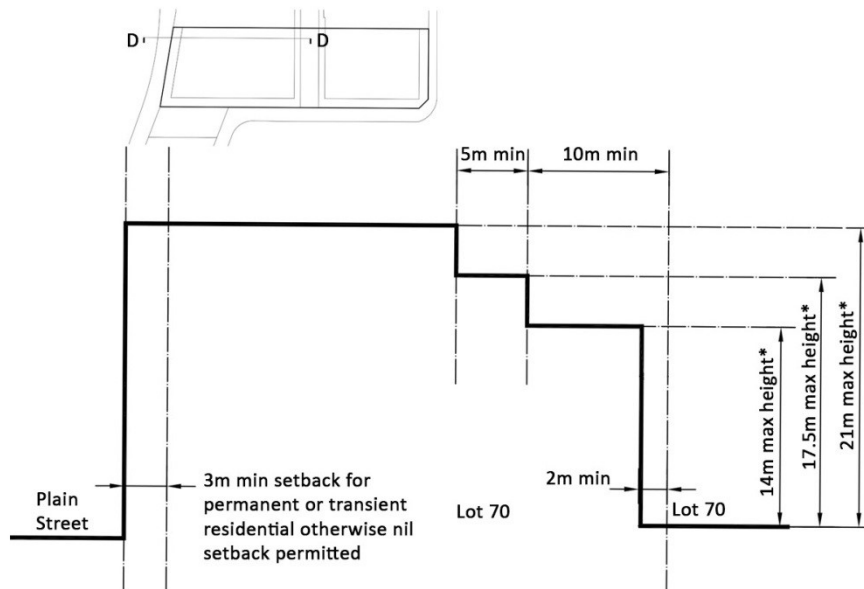 D D
5m min 10m min
14m max height*
17.5m max height*
21m max height*
Plain
Street
3m min setback for
permanent or transient
residential otherwise nil
setback permitted
Lot 70
2m min
Lot 70